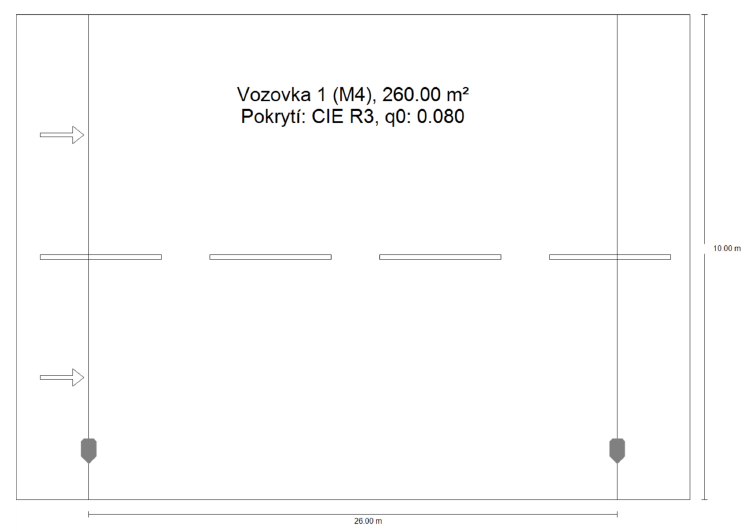 Vozovka 1 (M4), 260.00 m²
Pokrytí: CIE R3, q0: 0.080
10.00 m
26.00 m